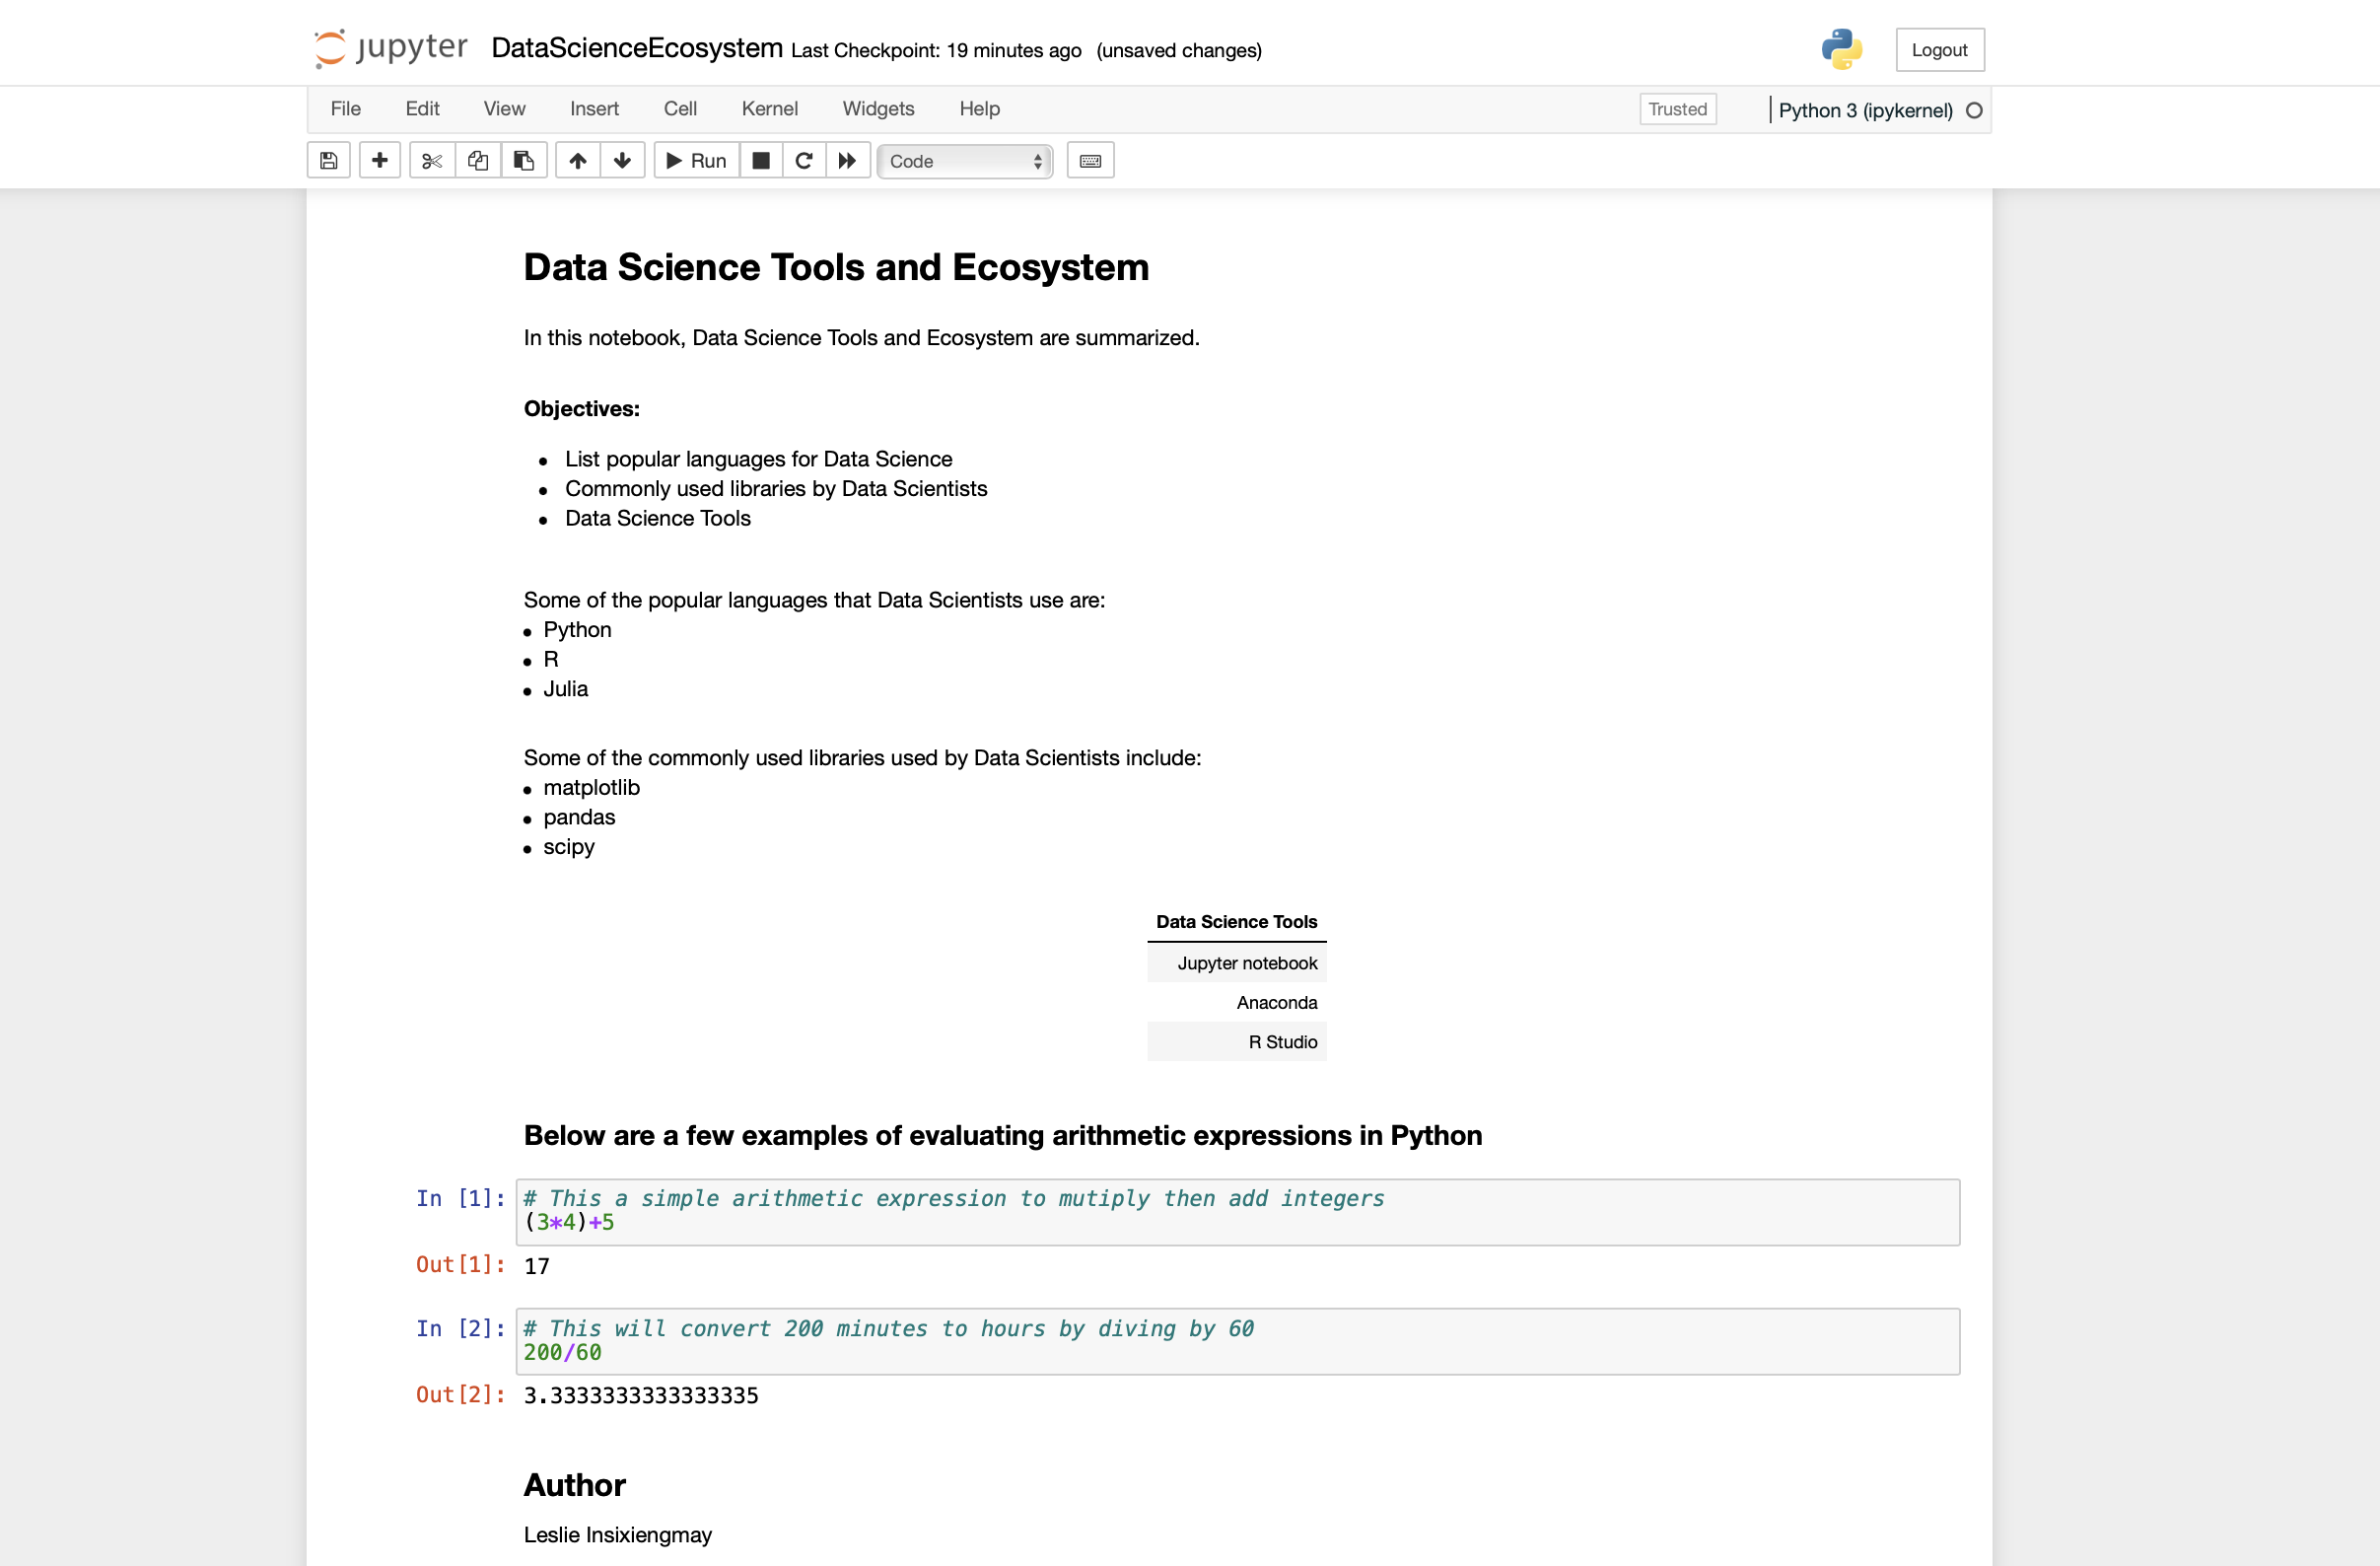 jupyter DataScienceEcosystem Last Checkpoint: 19 minutes ago (unsaved changes) Logout
File Edit View Insert Cell Kernel Widgets Help Trusted Python 3 (ipykernel)
Run Code
Data Science Tools and Ecosystem
In this notebook, Data Science Tools and Ecosystem are summarized.
Objectives:
• List popular languages for Data Science
• Commonly used libraries by Data Scientists
• Data Science Tools
Some of the popular languages that Data Scientists use are:
• Python
• R
• Julia
Some of the commonly used libraries used by Data Scientists include:
• matplotlib
• pandas
• scipy
Data Science Tools
Jupyter notebook
Anaconda
R Studio
Below are a few examples of evaluating arithmetic expressions in Python
In [1]: # This a simple arithmetic expression to mutiply then add integers
(3*4)+5
Out[1]: 17
In [2]: # This will convert 200 minutes to hours by diving by 60
200/60
Out[2]: 3.3333333333333335
Author
Leslie Insixiengmay